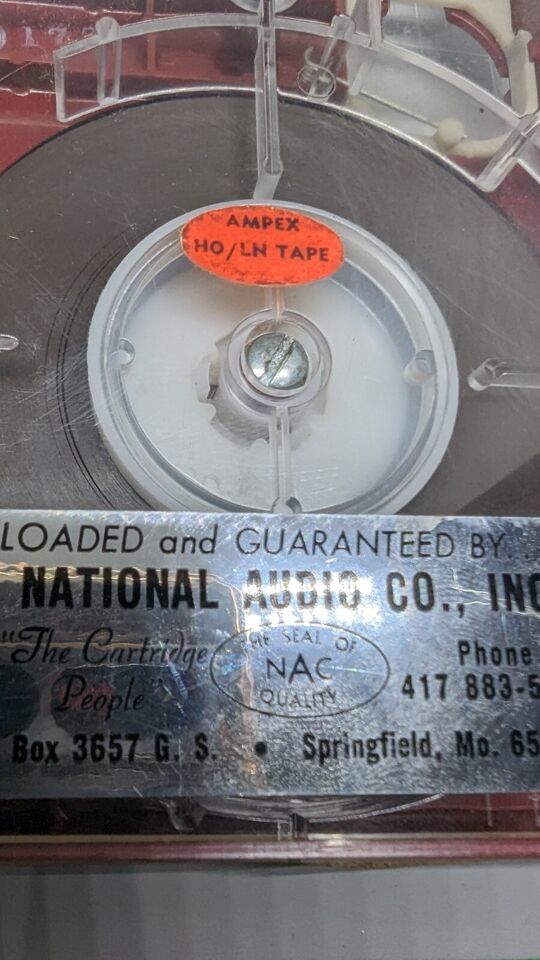 AMPEX
HO/LN TAPE
LOADED and GUARANTEED BY...
NATIONAL AUDIO CO., INC
"The Cartridge
People"
THE SEAL OF
NAC
QUALITY
Phone
417 883-5
Box 3657 G. S. • Springfield, Mo. 65